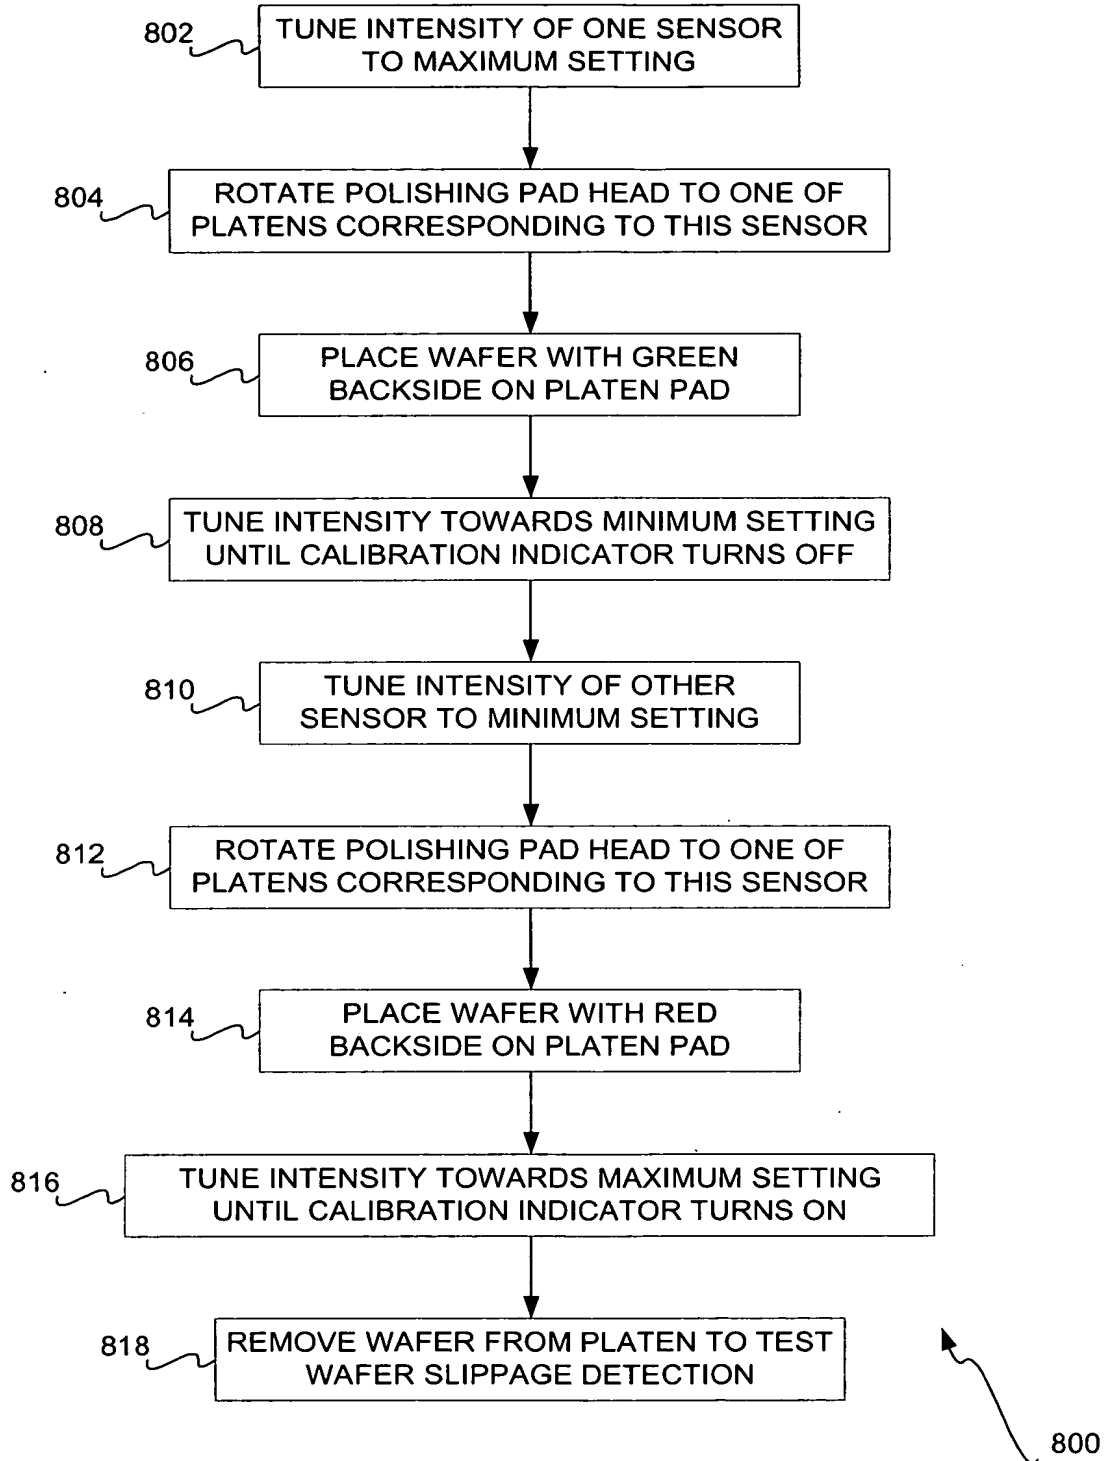 802
TUNE INTENSITY OF ONE SENSOR
TO MAXIMUM SETTING
804
ROTATE POLISHING PAD HEAD TO ONE OF
PLATENS CORRESPONDING TO THIS SENSOR
806
PLACE WAFER WITH GREEN
BACKSIDE ON PLATEN PAD
808
TUNE INTENSITY TOWARDS MINIMUM SETTING
UNTIL CALIBRATION INDICATOR TURNS OFF
810
TUNE INTENSITY OF OTHER
SENSOR TO MINIMUM SETTING
812
ROTATE POLISHING PAD HEAD TO ONE OF
PLATENS CORRESPONDING TO THIS SENSOR
814
PLACE WAFER WITH RED
BACKSIDE ON PLATEN PAD
816
TUNE INTENSITY TOWARDS MAXIMUM SETTING
UNTIL CALIBRATION INDICATOR TURNS ON
818
REMOVE WAFER FROM PLATEN TO TEST
WAFER SLIPPAGE DETECTION
800